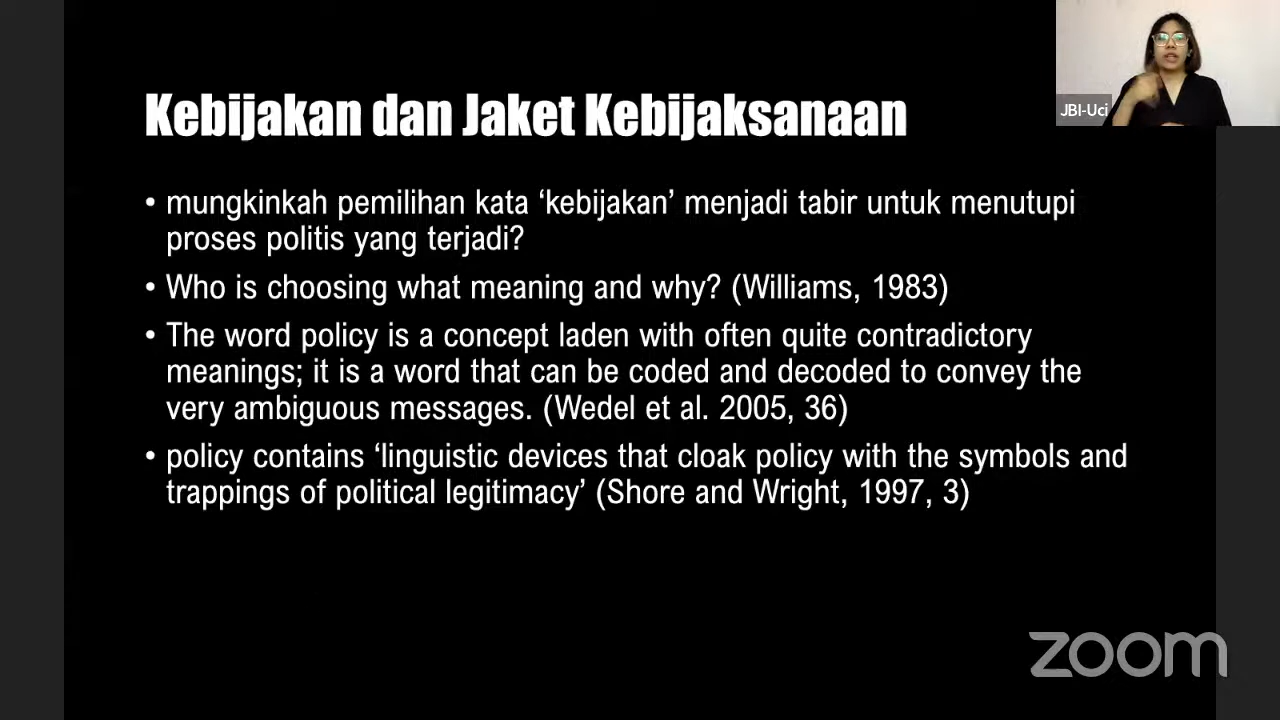 Kebijakan dan Jaket Kebijaksanaan
JBI-Uci
• mungkinkah pemilihan kata ‘kebijakan’ menjadi tabir untuk menutupi
proses politis yang terjadi?
• Who is choosing what meaning and why? (Williams, 1983)
• The word policy is a concept laden with often quite contradictory
meanings; it is a word that can be coded and decoded to convey the
very ambiguous messages. (Wedel et al. 2005, 36)
• policy contains ‘linguistic devices that cloak policy with the symbols and
trappings of political legitimacy’ (Shore and Wright, 1997, 3)
zoom